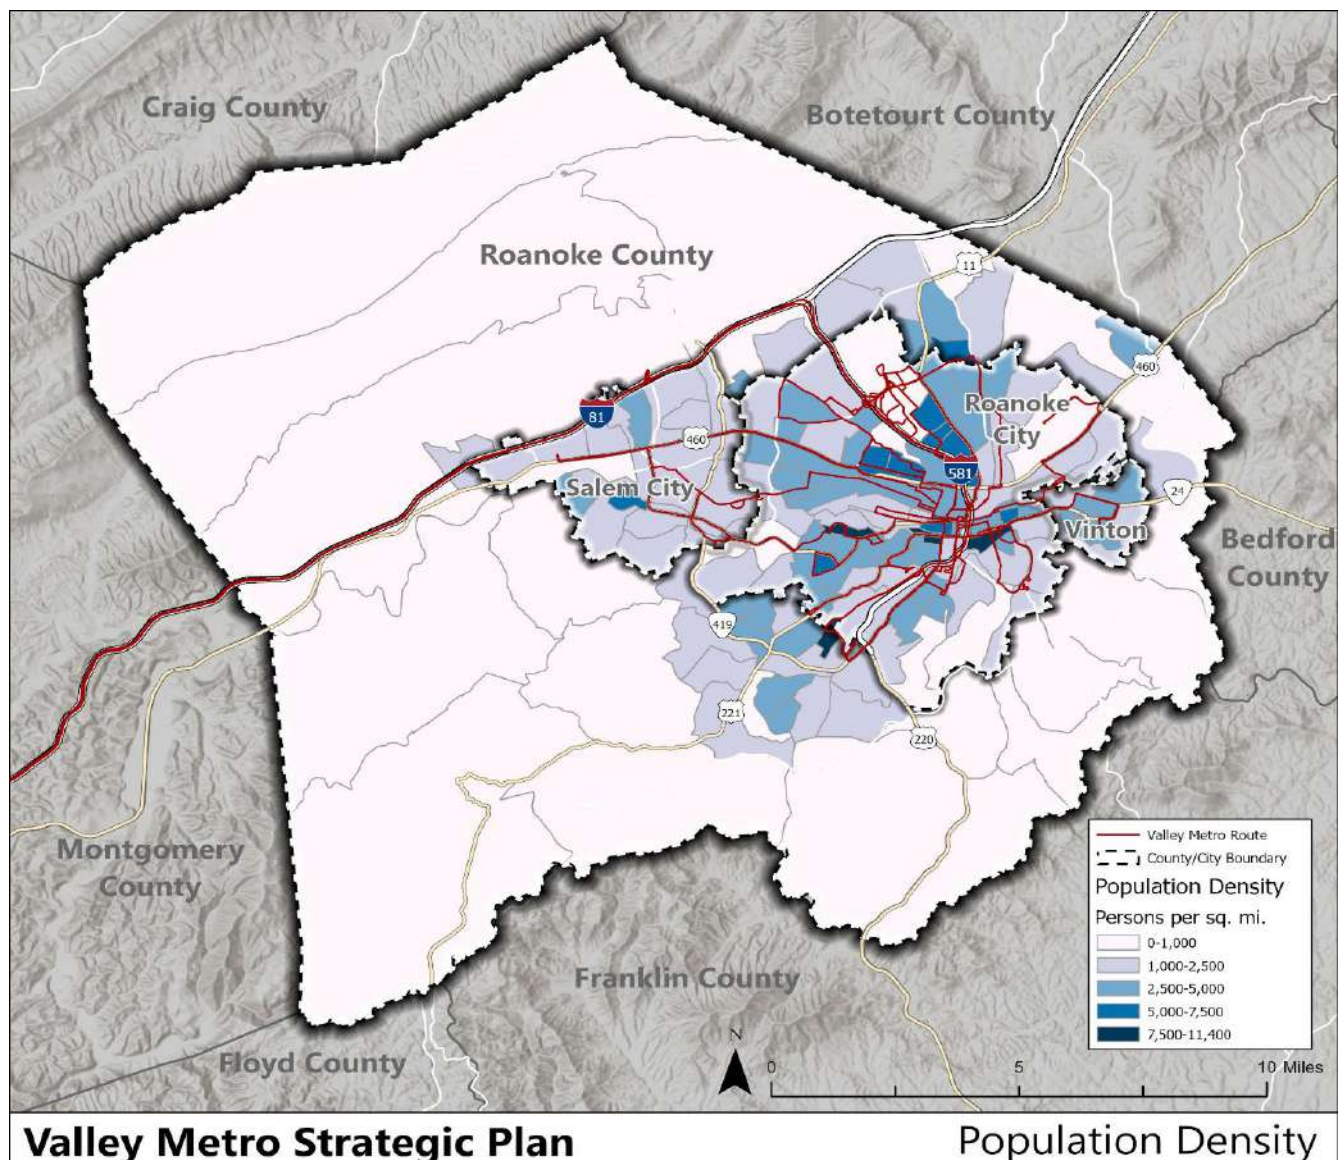 Craig County
Botetourt County
Roanoke County
11
460
Roanoke
City
81
460
581
Salem City
24
Vinton
Bedford
County
419
221
220
Montgomery
County
Franklin County
Floyd County
Valley Metro Route
County/City Boundary
Population Density
Persons per sq. mi.
0-1,000
1,000-2,500
2,500-5,000
5,000-7,500
7,500-11,400
N
0 5 10 Miles
Valley Metro Strategic Plan Population Density